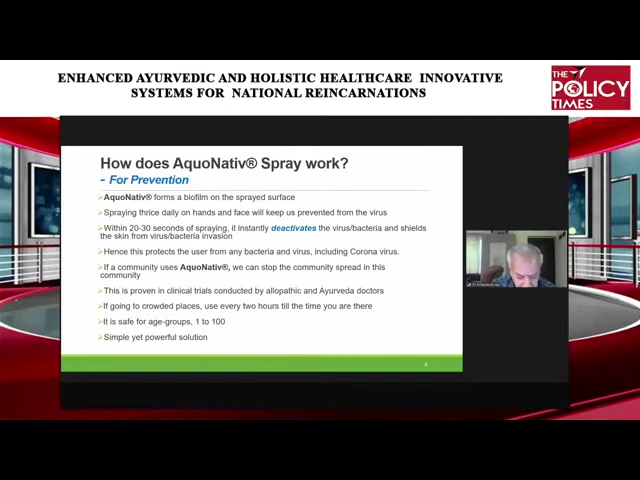 ENHANCED AYURVEDIC AND HOLISTIC HEALTHCARE INNOVATIVE
SYSTEMS FOR NATIONAL REINCARNATIONS
THE
POLICY
TIMES
How does AquoNativ® Spray work?
- For Prevention
➢AquoNativ® forms a biofilm on the sprayed surface
➢Spraying thrice daily on hands and face will keep us prevented from the virus
➢Within 20-30 seconds of spraying, it instantly deactivates the virus/bacteria and shields
the skin from virus/bacteria invasion
➢Hence this protects the user from any bacteria and virus, including Corona virus.
➢If a community uses AquoNativ®, we can stop the community spread in this
community
➢This is proven in clinical trials conducted by allopathic and Ayurveda doctors
➢If going to crowded places, use every two hours till the time you are there
➢It is safe for age-groups, 1 to 100
➢Simple yet powerful solution